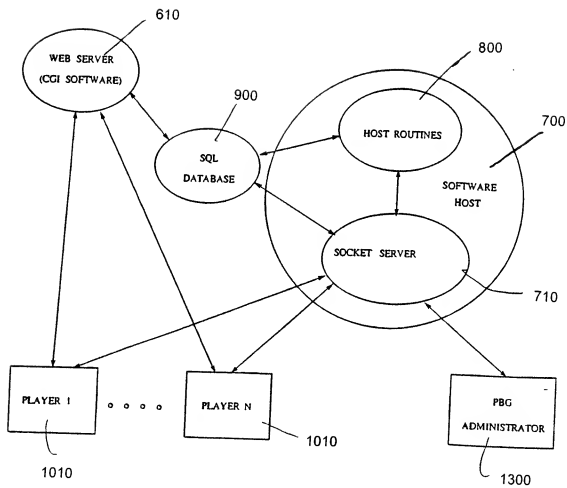 610
WEB SERVER
(CGI SOFTWARE)
800
900
HOST ROUTINES
700
SQL
DATABASE
SOFTWARE
HOST
SOCKET SERVER
710
PLAYER 1
PLAYER N
PBG
ADMINISTRATOR
1010
1010
1300